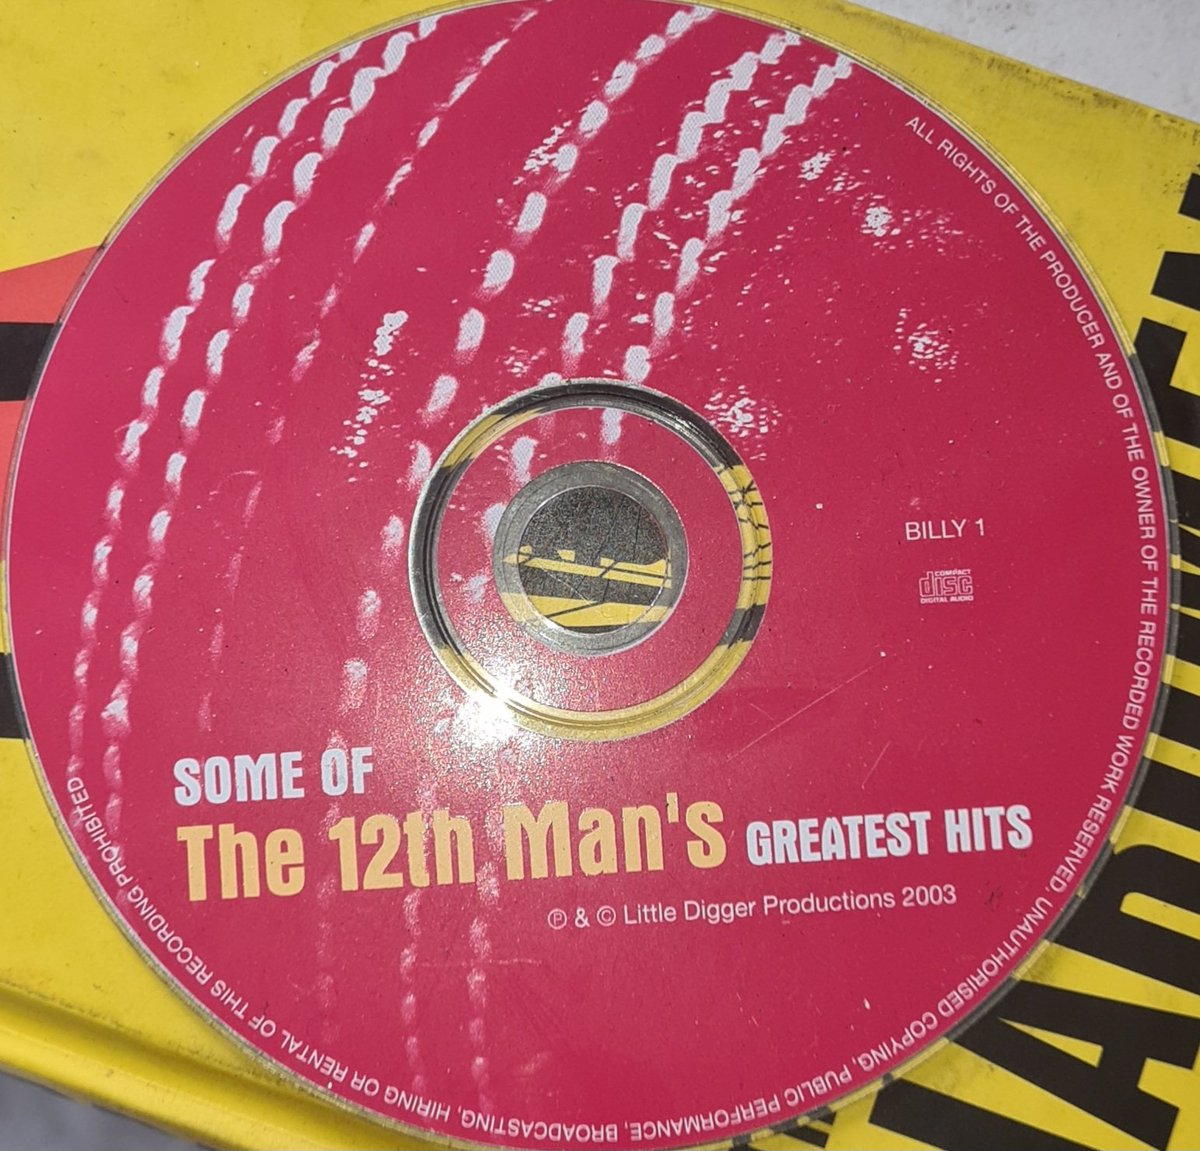 ALL RIGHTS OF THE PRODUCER AND OF THE OWNER OF THE RECORDED WORK RESERVED. UNAUTHORISED COPYING, PUBLIC PERFORMANCE, BROADCASTING, HIRING OR RENTAL OF THIS RECORDING PROHIBITED
BILLY 1
COMPACT
disc
DIGITAL AUDIO
SOME OF
The 12th Man's GREATEST HITS
℗ & © Little Digger Productions 2003